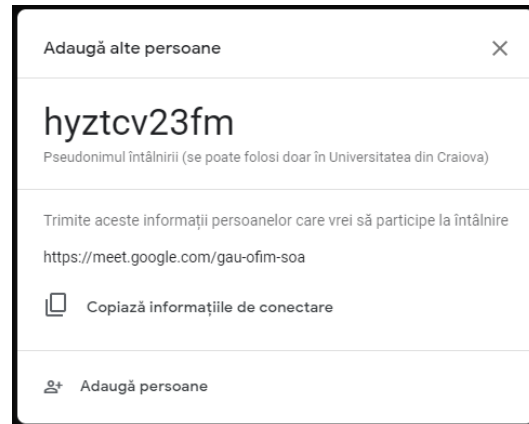 Adaugă alte persoane
hyztcv23fm
Pseudonimul întâlnirii (se poate folosi doar în Universitatea din Craiova)
Trimite aceste informații persoanelor care vrei să participe la întâlnire
https://meet.google.com/gau-ofim-soa
Copiază informațiile de conectare
Adaugă persoane